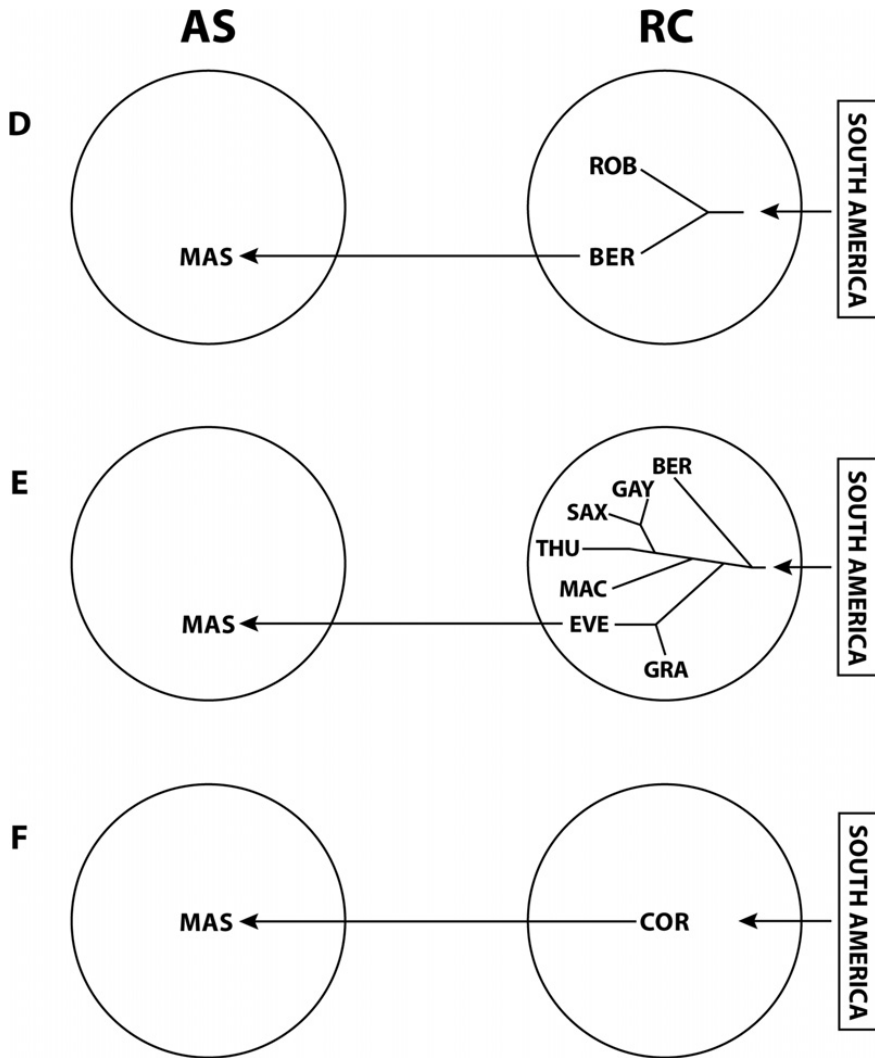 AS RC
D
ROB
BER
MAS
SOUTH AMERICA
E
BER
GAY
SAX
THU
MAC
EVE
MAS
GRA
SOUTH AMERICA
F
MAS
COR
SOUTH AMERICA